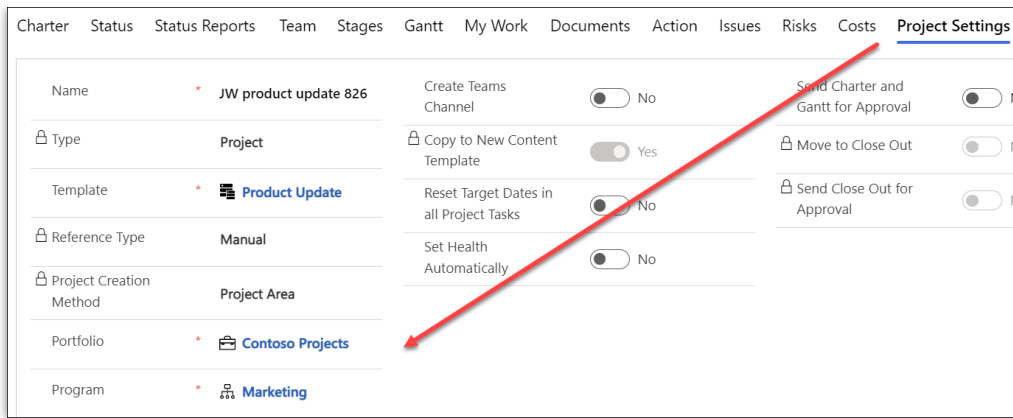 Charter Status Status Reports Team Stages Gantt My Work Documents Action Issues Risks Costs Project Settings
Name * JW product update 826
Type Project
Template * Product Update
Reference Type Manual
Project Creation
Method Project Area
Portfolio * Contoso Projects
Program * Marketing
Create Teams
Channel No
Copy to New Content
Template Yes
Reset Target Dates in
all Project Tasks No
Set Health
Automatically No
Send Charter and
Gantt for Approval
Move to Close Out
Send Close Out for
Approval